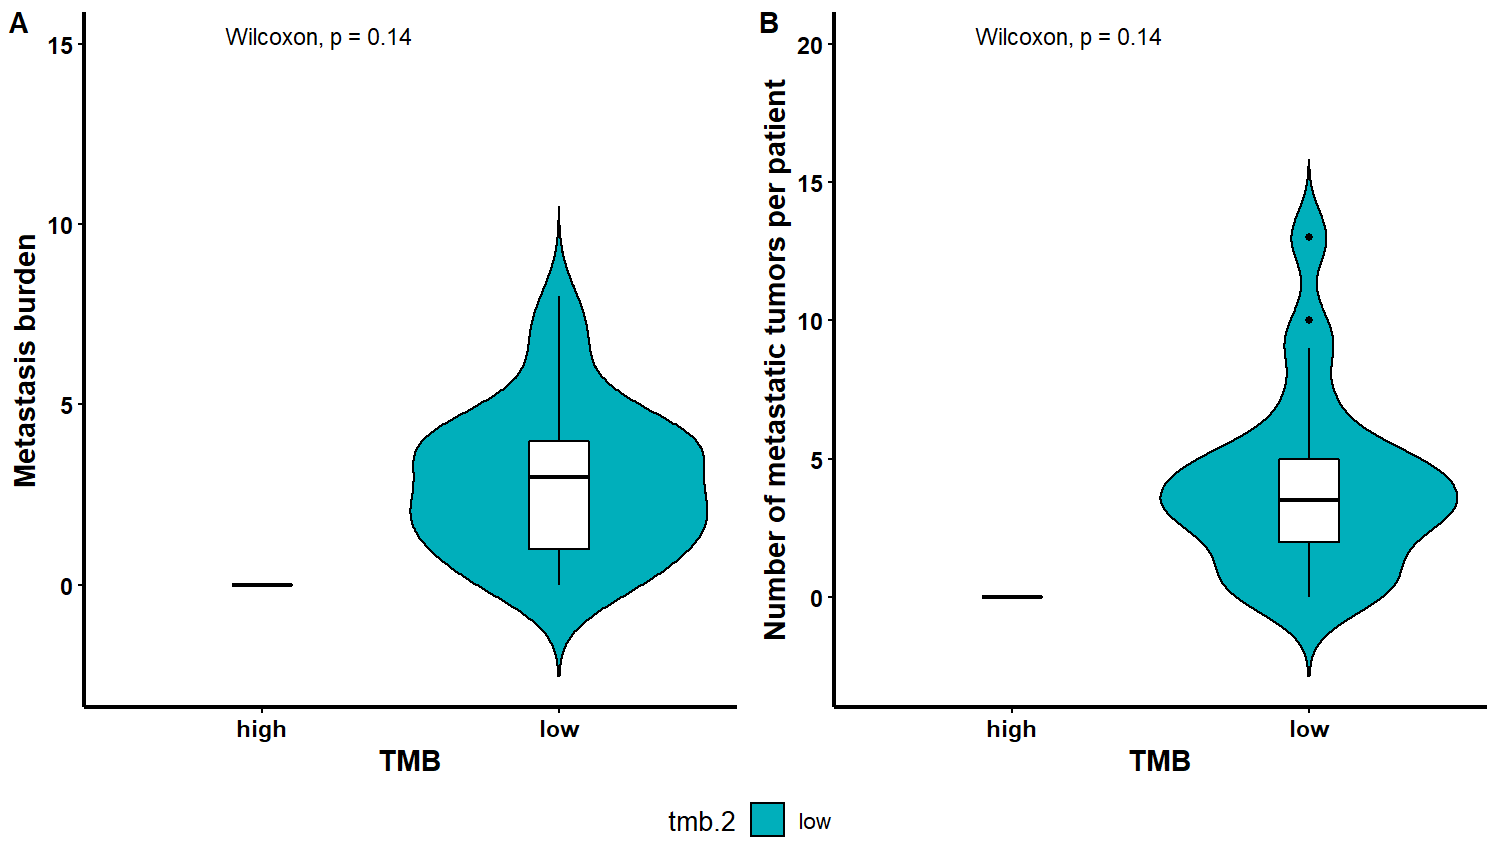 A
Wilcoxon, p = 0.14
15
10
5
0
Metastasis burden
high
low
TMB
B
Wilcoxon, p = 0.14
20
15
10
5
0
Number of metastatic tumors per patient
high
low
TMB
tmb.2
low